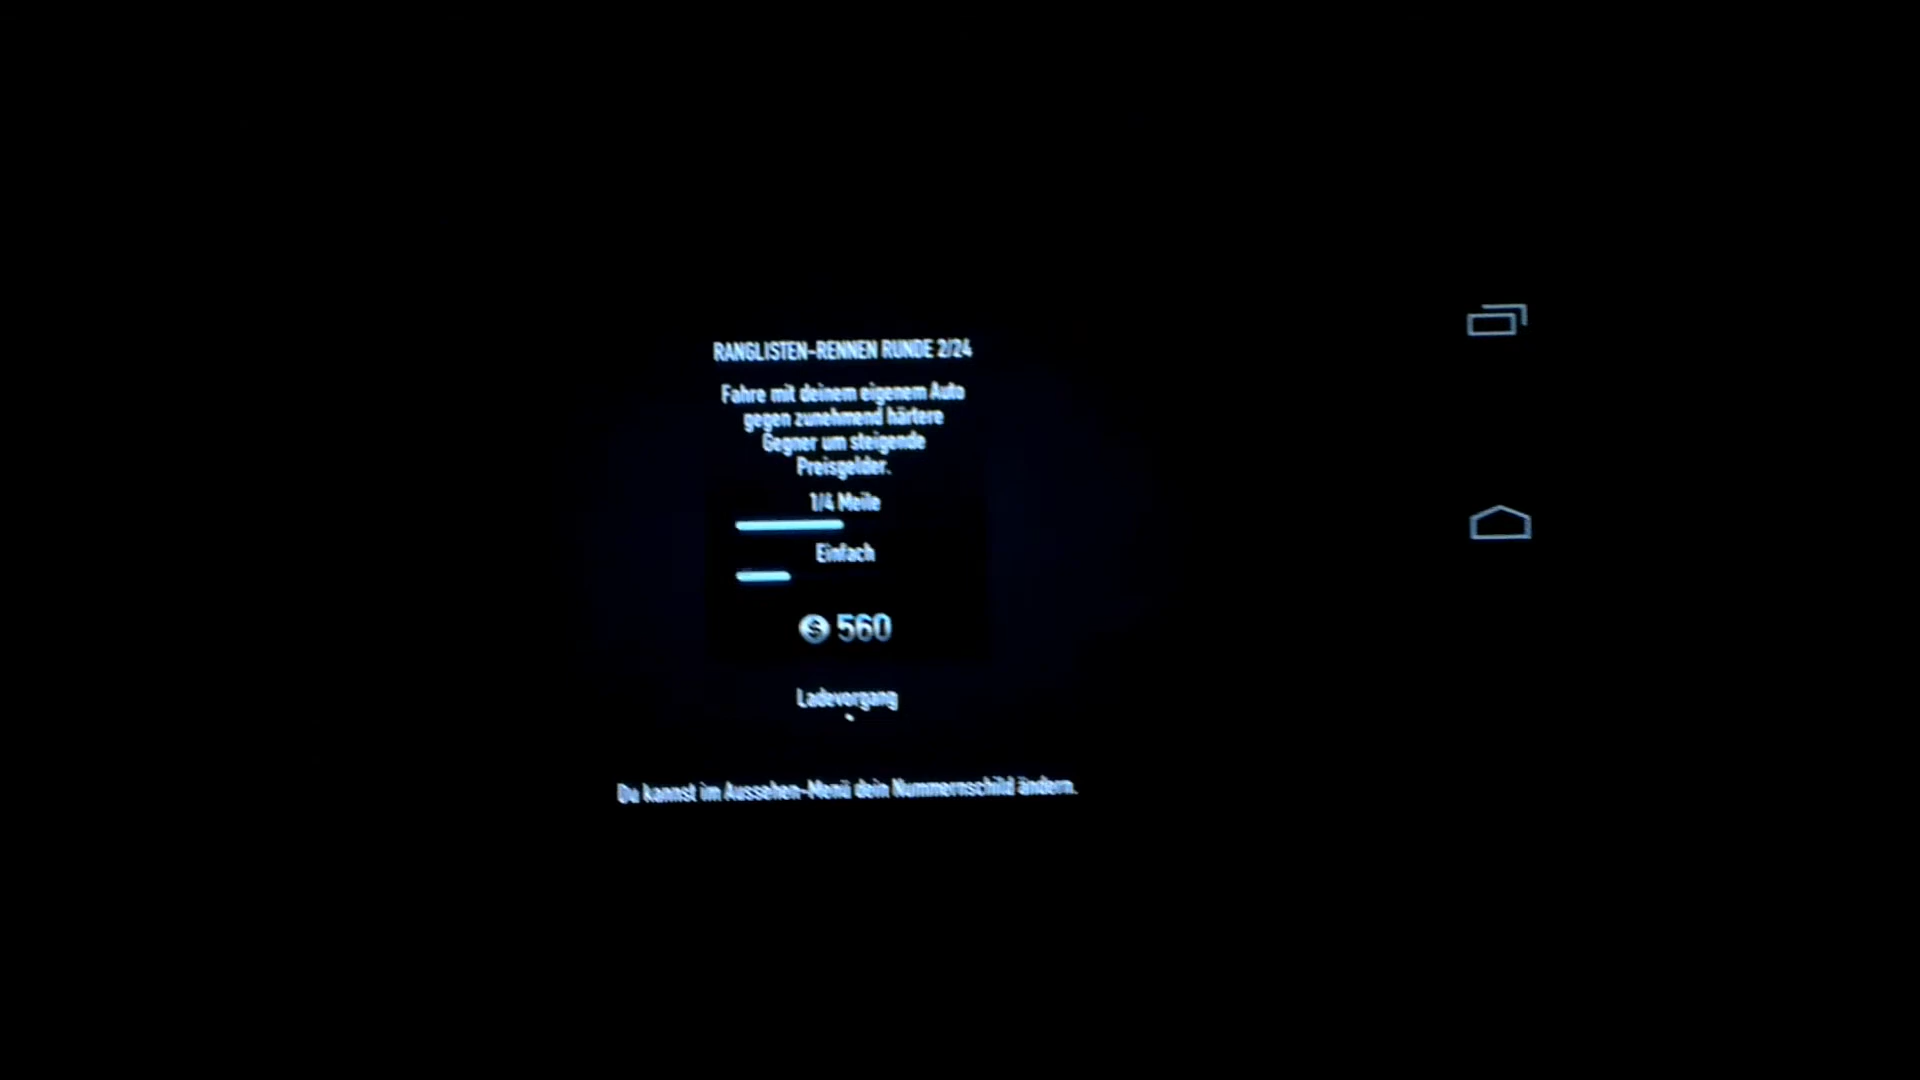 RANGLISTEN-RENNEN RUNDE 2/24
Fahre mit deinem eigenem Auto
gegen zunehmend härtere
Gegner um steigende
Preisgelder.
1/4 Meile
Einfach
S 560
Ladevorgang
Du kannst im Aussehen-Menü dein Nummernschild ändern.